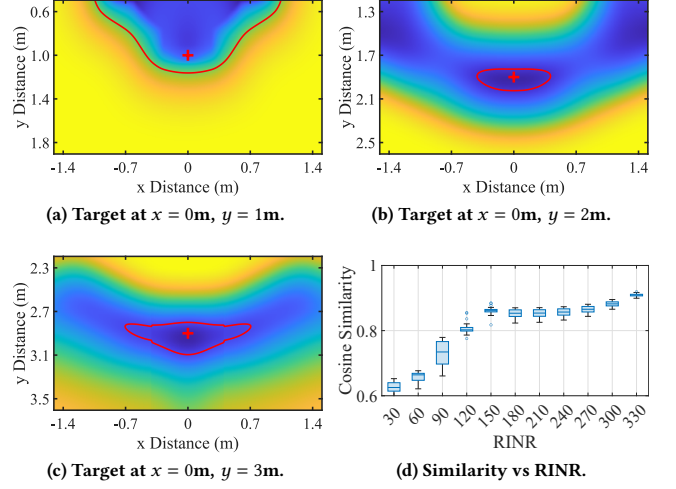 y Distance (m)
1.0
1.4
1.8
-1.4 -0.7 0 0.7 1.4
x Distance (m)
(a) Target at x = 0m, y = 1m.
y Distance (m)
1.3
1.7
2.1
2.5
-1.4 -0.7 0 0.7 1.4
x Distance (m)
(b) Target at x = 0m, y = 2m.
y Distance (m)
2.3
2.7
3.1
3.5
-1.4 -0.7 0 0.7 1.4
x Distance (m)
(c) Target at x = 0m, y = 3m.
Cosine Similarity
1
0.8
0.6
30 60 90 120 150 180 210 240 270 300 330
RINR
(d) Similarity vs RINR.